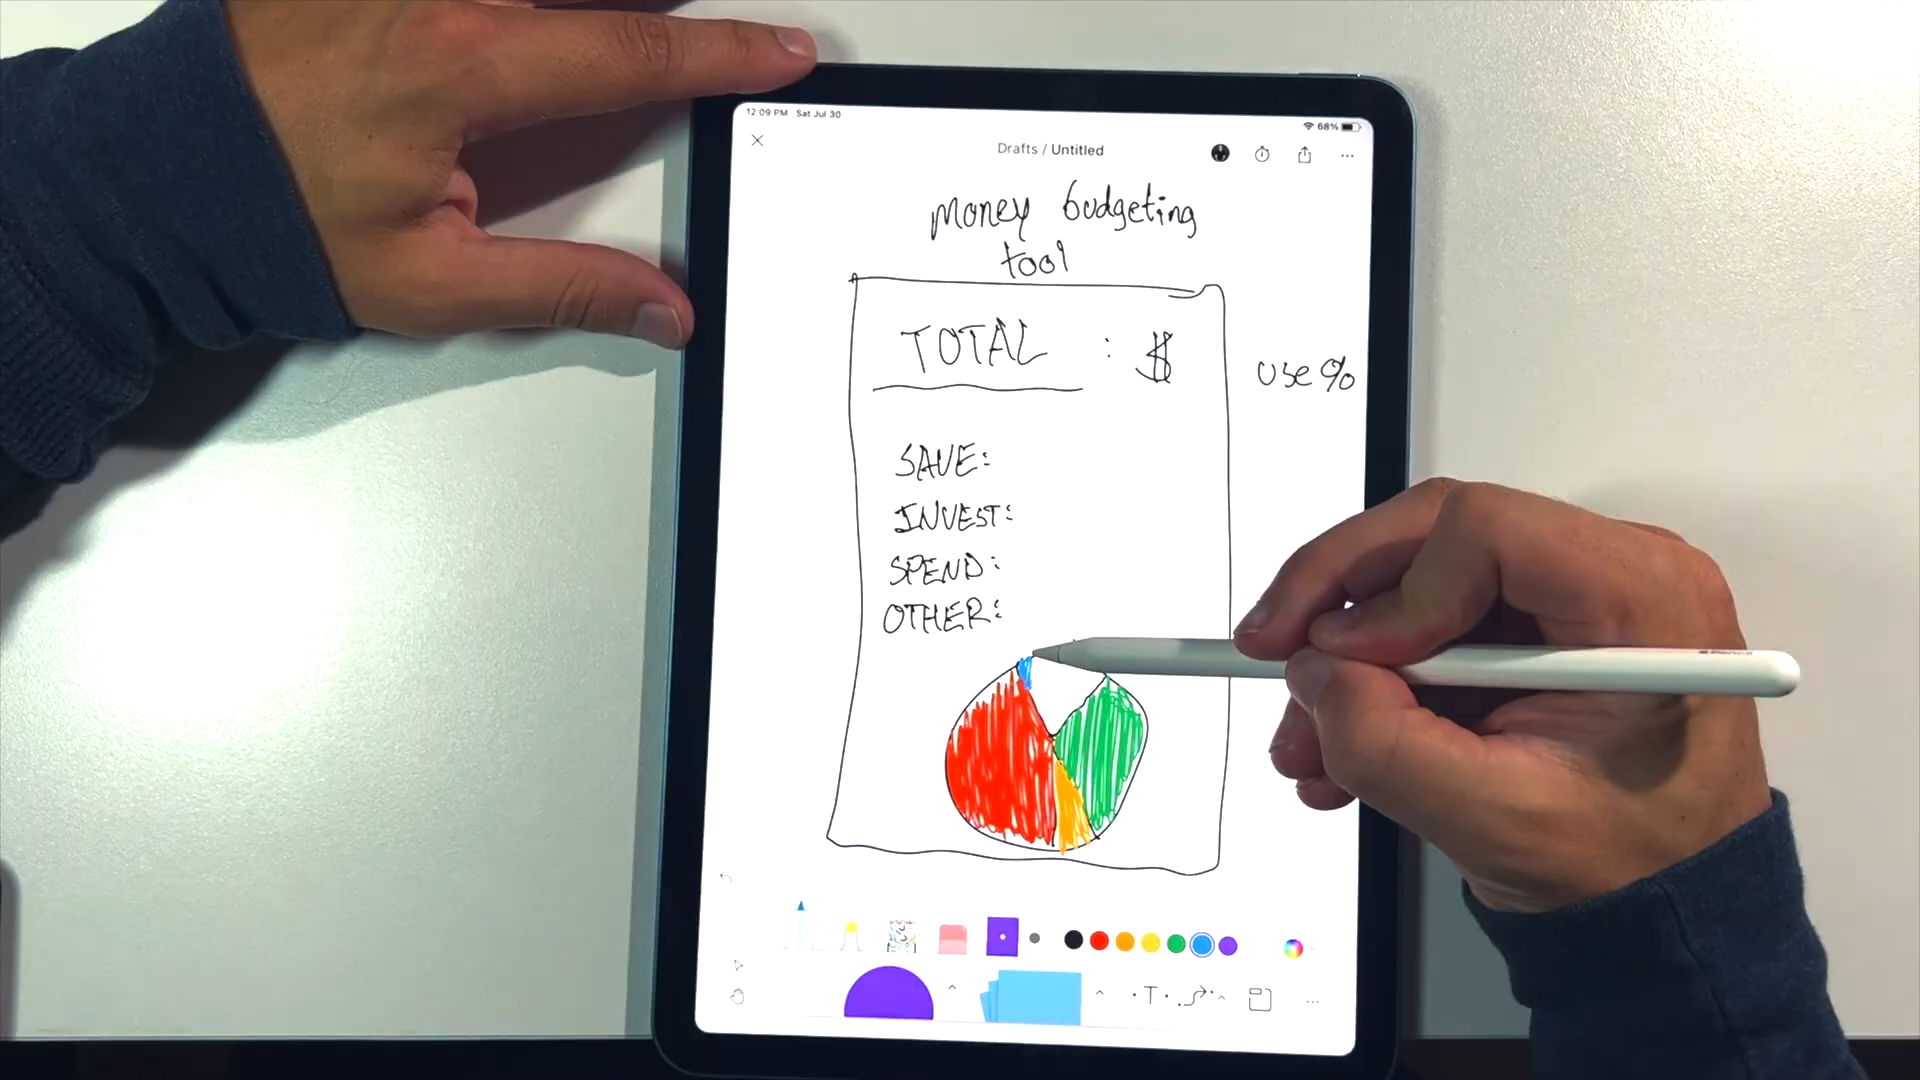 12:09 PM Sat Jul 30
68%
Drafts / Untitled
money budgeting
tool
TOTAL : $
use %
SAVE:
INVEST:
SPEND:
OTHER:
T